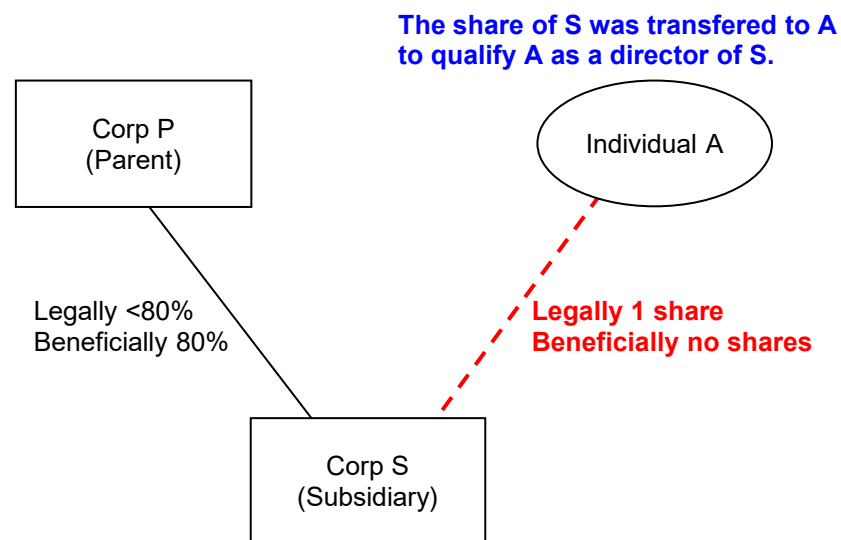 The share of S was transfered to A
to qualify A as a director of S.
Corp P
(Parent)
Individual A
Legally <80%
Beneficially 80%
Legally 1 share
Beneficially no shares
Corp S
(Subsidiary)